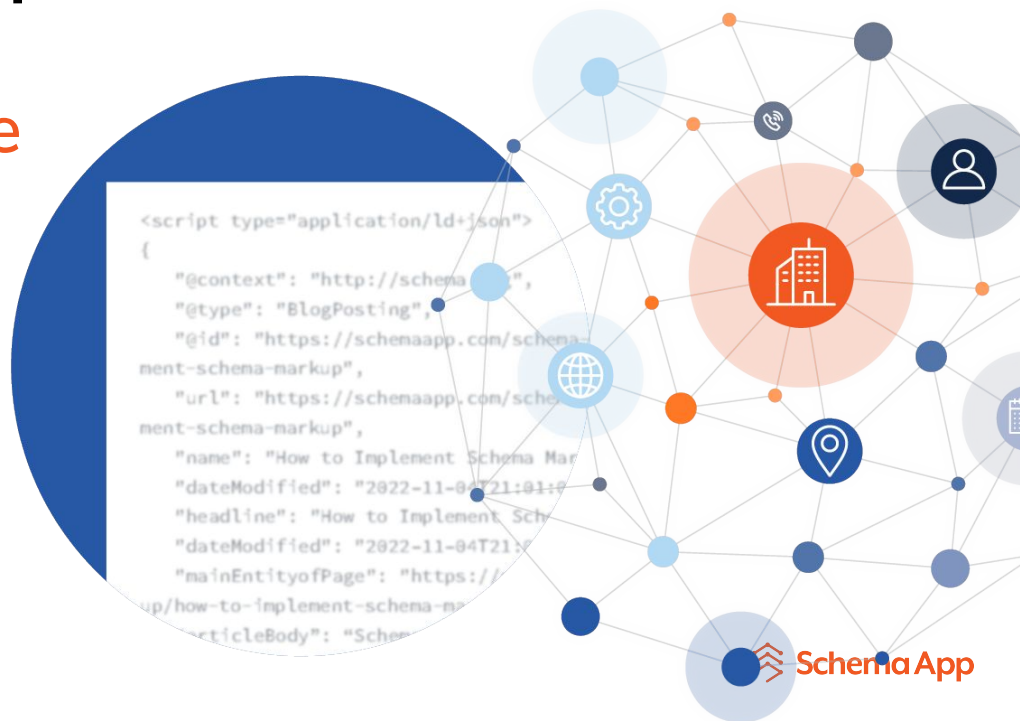 e
<script type="application/ld+json">
{
"@context": "http://schema ",
"@type": "BlogPosting",
"@id": "https://schemaapp.com/schema-
ment-schema-markup",
"url": "https://schemaapp.com/sche
ment-schema-markup",
"name": "How to Implement Schema Mar
"dateModified": "2022-11-04T21:01:0
"headline": "How to Implement Sch
"dateModified": "2022-11-04T21:
"mainEntityofPage": "https://
up/how-to-implement-schema-ma
articleBody": "Schem
Schema App